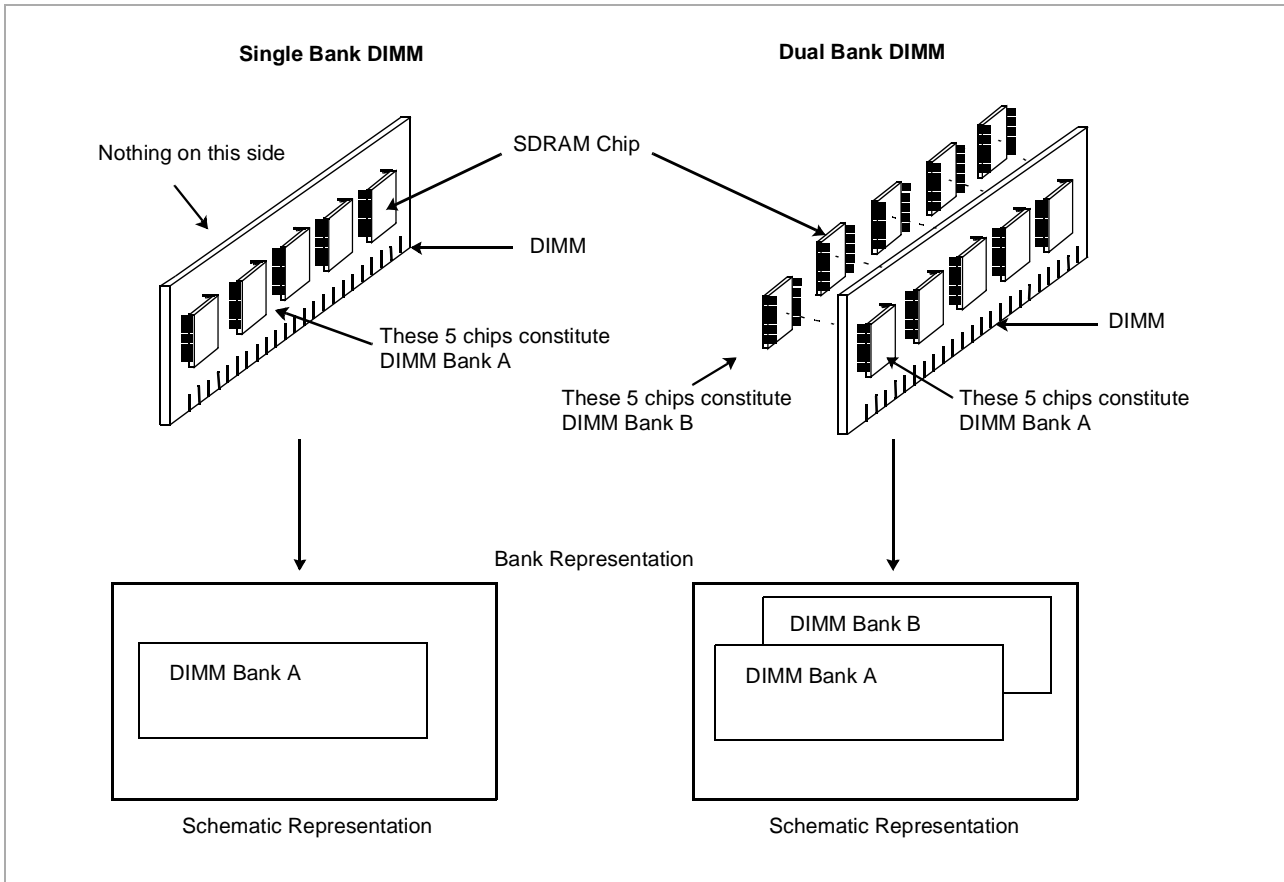 Single Bank DIMM
Dual Bank DIMM
Nothing on this side
SDRAM Chip
DIMM
These 5 chips constitute
DIMM Bank A
DIMM
These 5 chips constitute
DIMM Bank B
These 5 chips constitute
DIMM Bank A
Bank Representation
DIMM Bank A
DIMM Bank B
DIMM Bank A
Schematic Representation
Schematic Representation